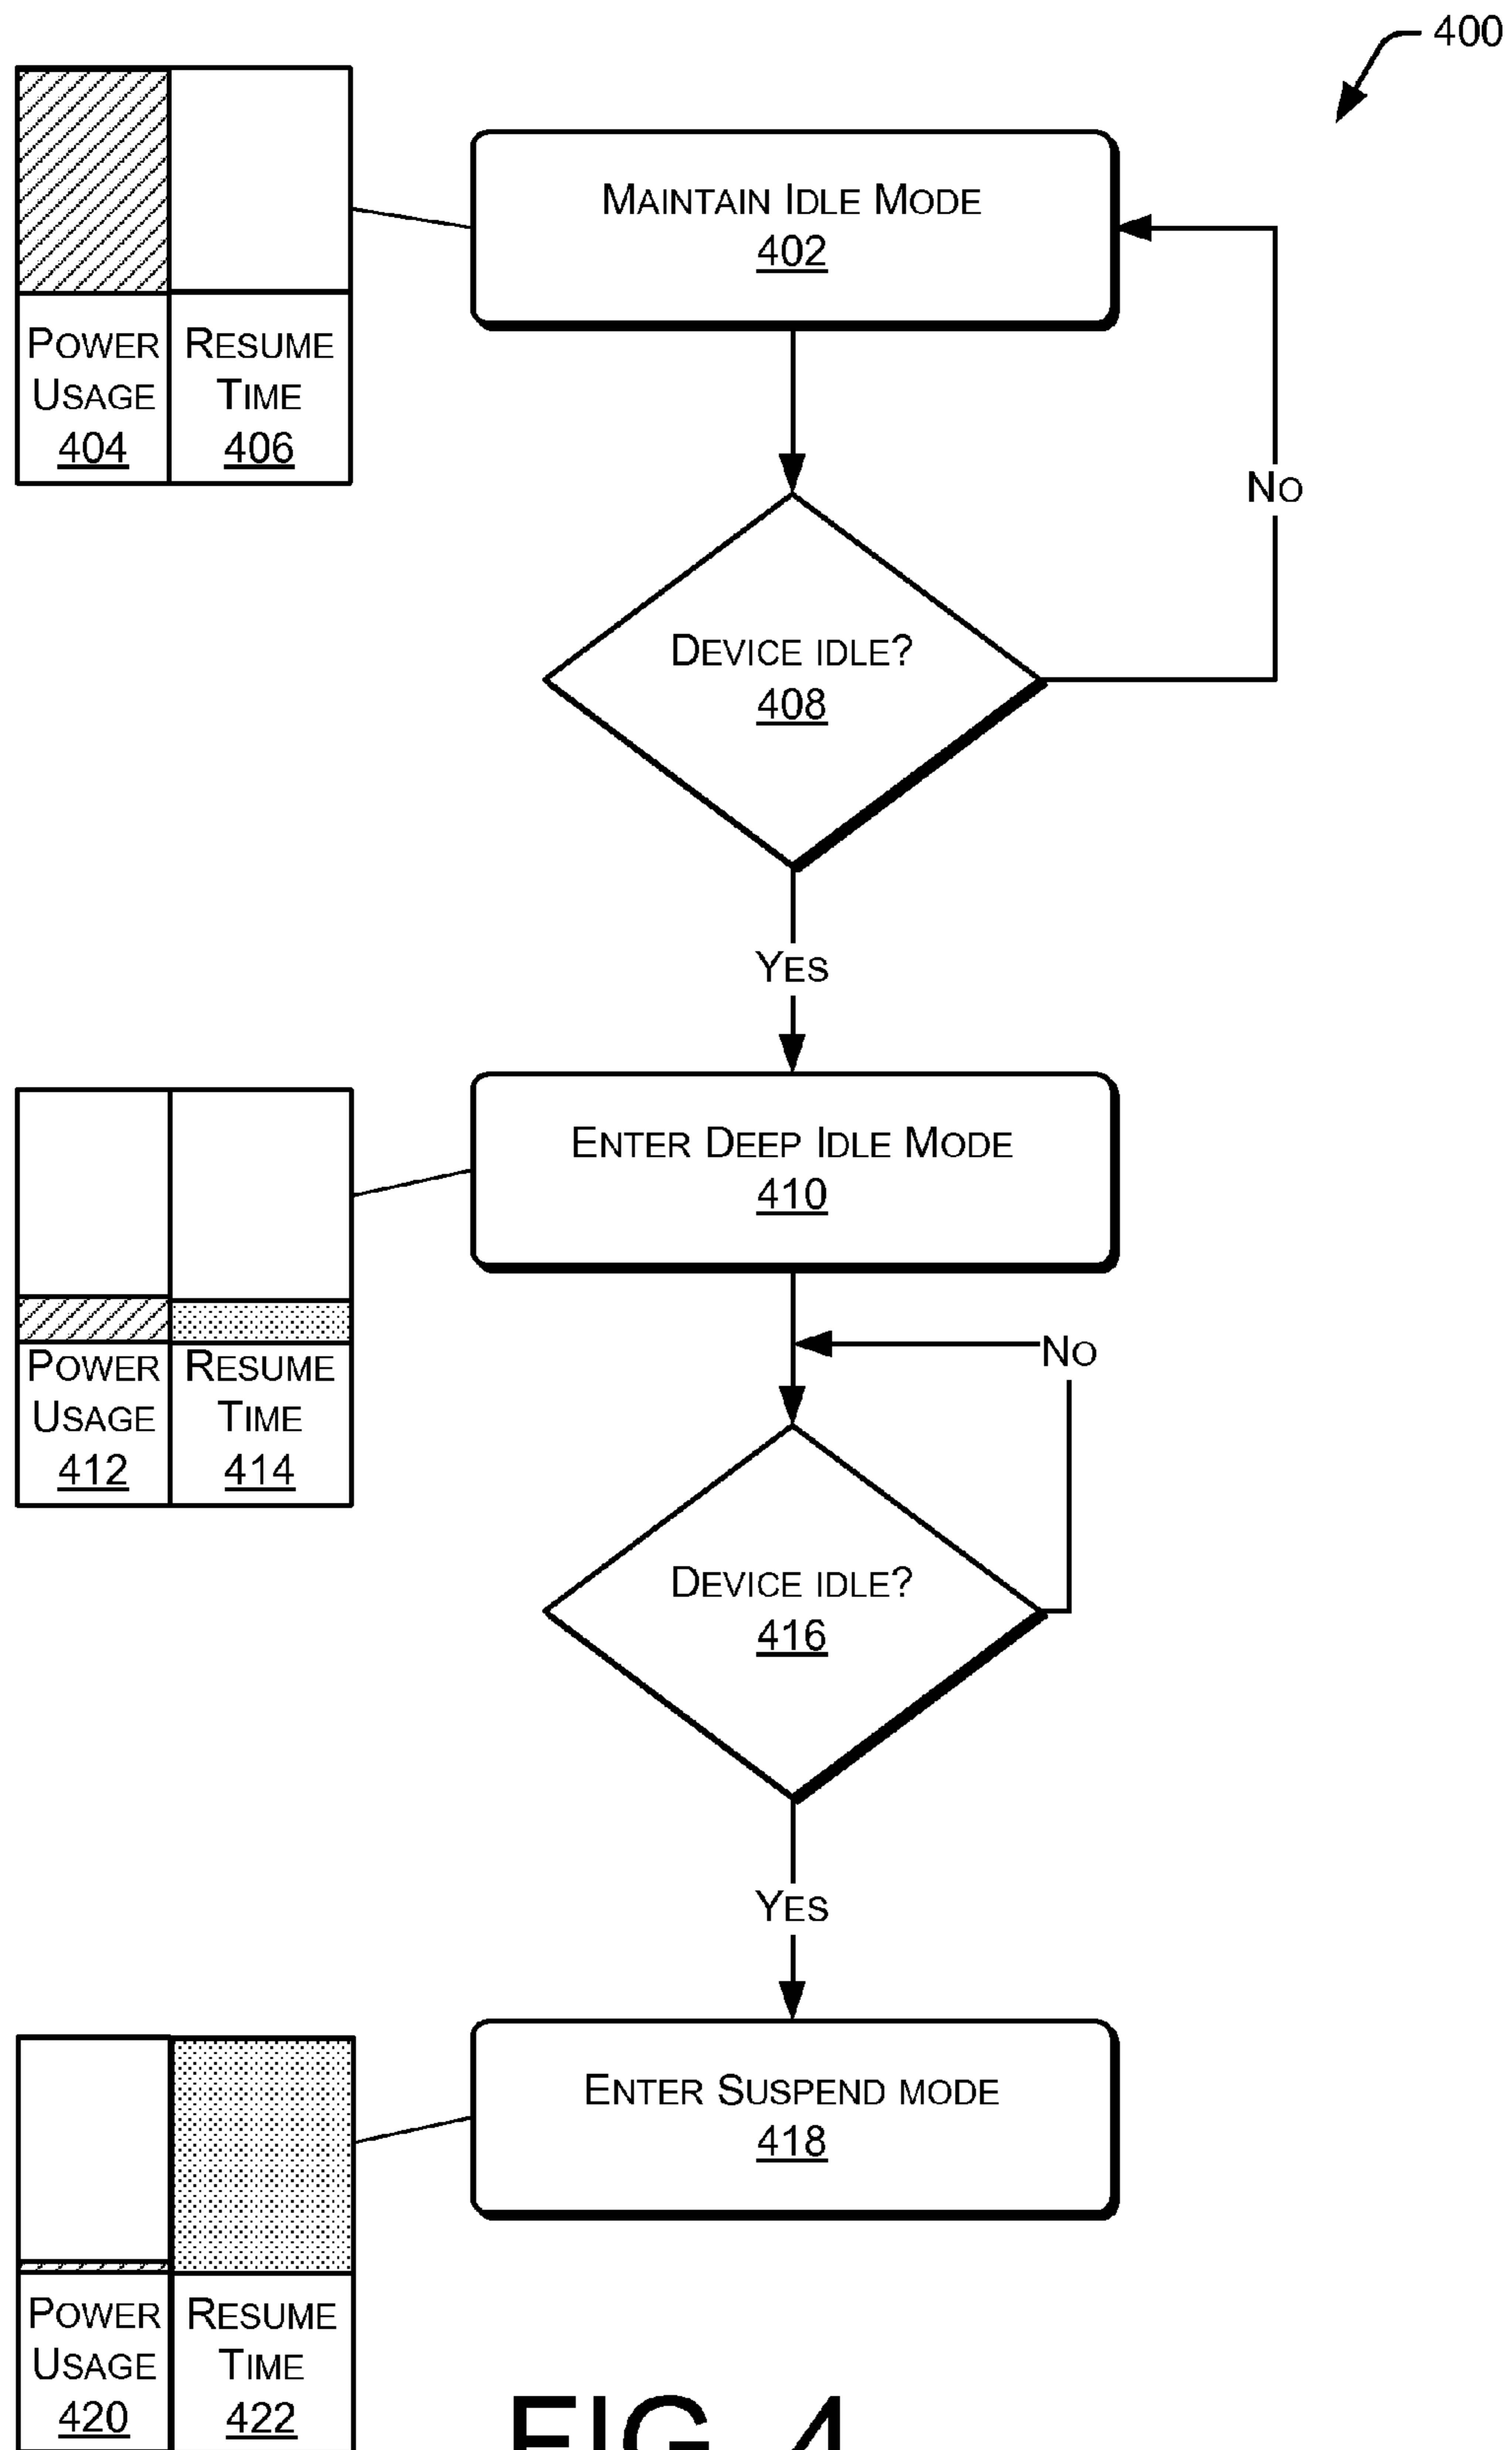 400
MAINTAIN IDLE MODE
402
POWER
USAGE
404
RESUME
TIME
406
DEVICE IDLE?
408
NO
YES
ENTER DEEP IDLE MODE
410
POWER
USAGE
412
RESUME
TIME
414
NO
DEVICE IDLE?
416
YES
ENTER SUSPEND MODE
418
POWER
USAGE
420
RESUME
TIME
422
FIG. 4